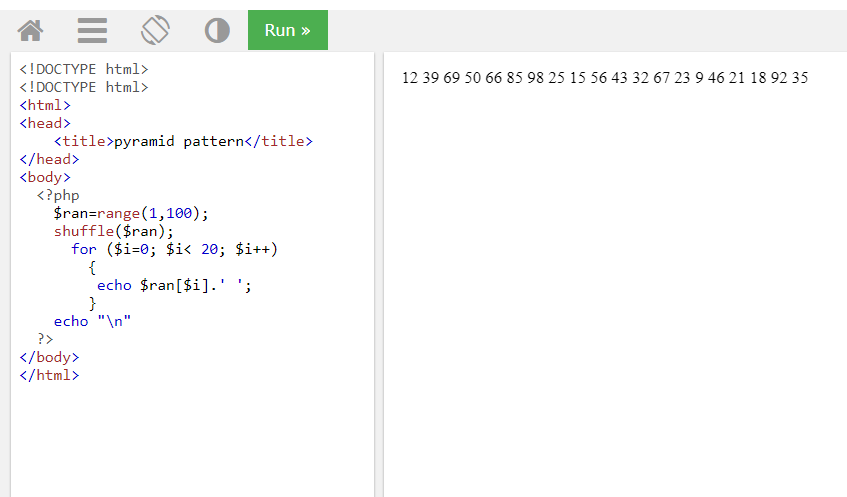 Run »
<!DOCTYPE html>
<!DOCTYPE html>
<html>
<head>
    <title>pyramid pattern</title>
</head>
<body>
  <?php
    $ran=range(1,100);
    shuffle($ran);
      for ($i=0; $i< 20; $i++)
        {
         echo $ran[$i].' ';
        }
    echo "\n"
  ?>
</body>
</html>
12 39 69 50 66 85 98 25 15 56 43 32 67 23 9 46 21 18 92 35